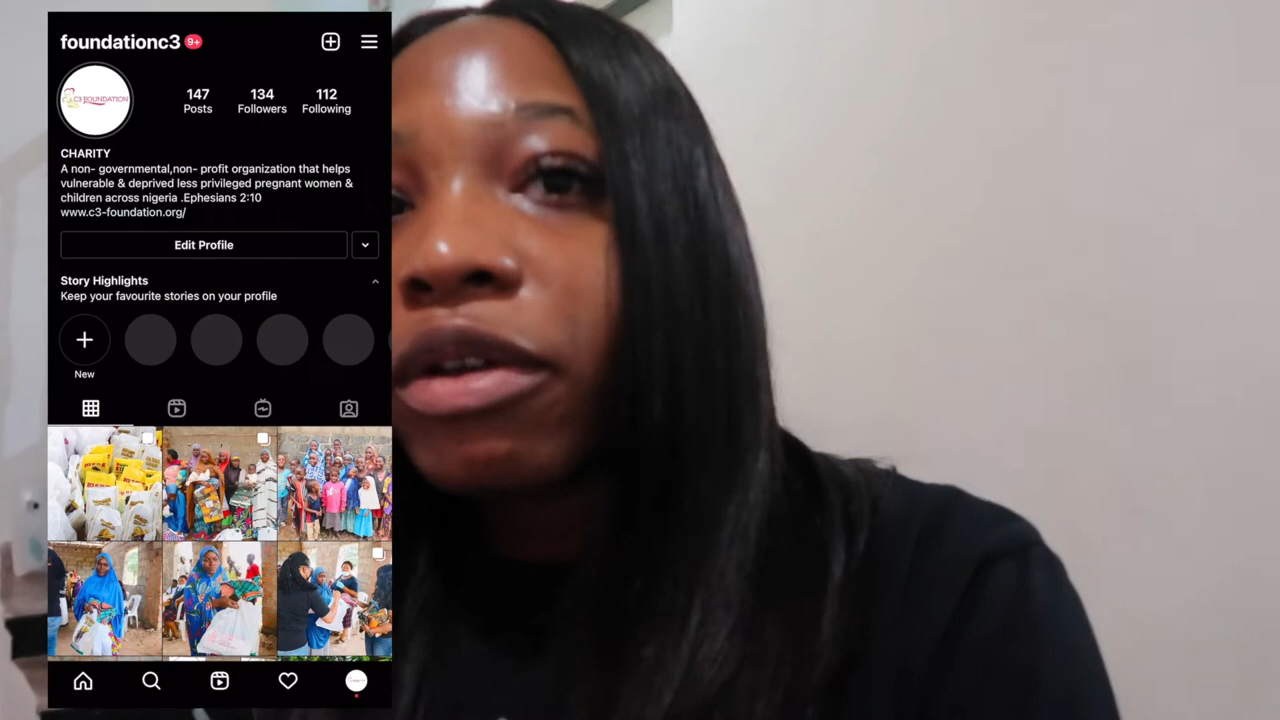 foundationc3 9+
147
134
112
Posts
Followers
Following
C3 FOUNDATION
CHARITY
A non- governmental,non- profit organization that helps
vulnerable & deprived less privileged pregnant women &
children across nigeria .Ephesians 2:10
www.c3-foundation.org/
Edit Profile
Story Highlights
Keep your favourite stories on your profile
New